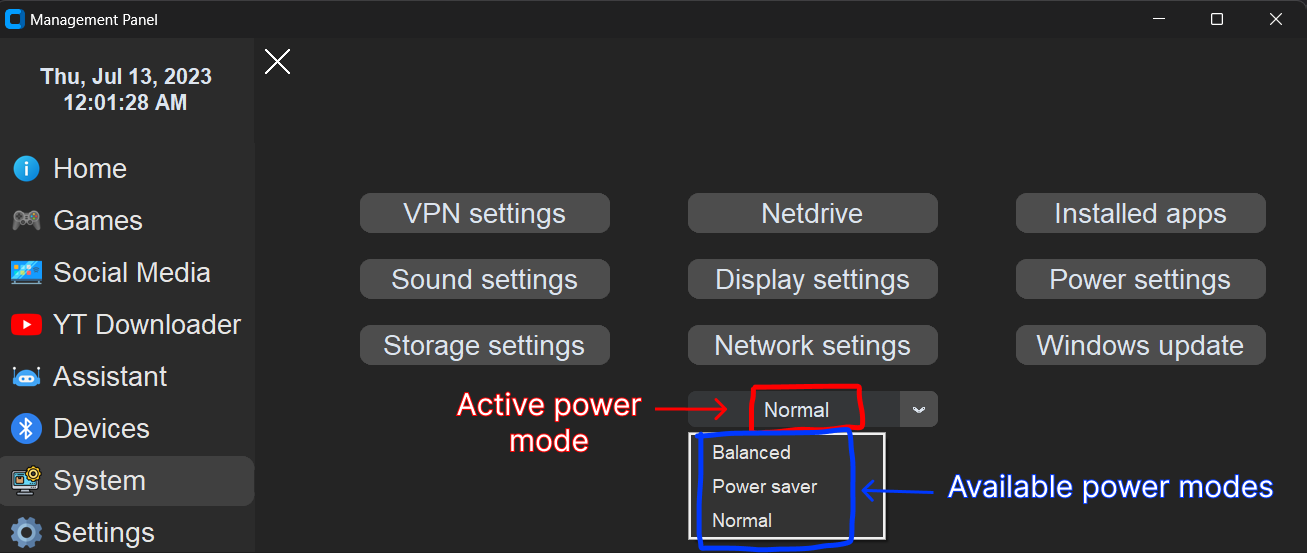 Management Panel
Thu, Jul 13, 2023
12:01:28 AM
Home
Games
Social Media
YT Downloader
Assistant
Devices
System
Settings
VPN settings
Netdrive
Installed apps
Sound settings
Display settings
Power settings
Storage settings
Network setings
Windows update
Active power
mode
Normal
Balanced
Power saver
Normal
Available power modes